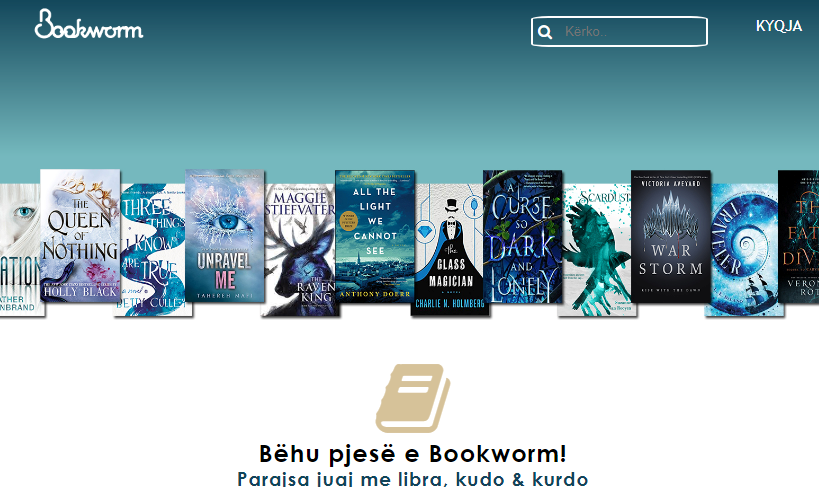 Bookworm
Kërko..
KYQJA
ATION
ATHER
ENBRAND
THE
QUEEN
OF
NOTHING
HOLLY BLACK
THREE
THINGS
I KNOW
ARE
TRUE
BETTY CULLEY
UNRAVEL
ME
TAHEREH MAFI
MAGGIE
STIEFVATER
THE
RAVEN
KING
ALL THE
LIGHT
WE
CANNOT
SEE
ANTHONY DOERR
the
GLASS
MAGICIAN
A NOVEL
CHARLIE N. HOLMBERG
A
CURSE
SO
DARK
AND
LONELY
SCARDUST
VICTORIA AVEYARD
WAR
STORM
TRAVELER
THE
FATE
DIV
VERON
ROT
Bëhu pjesë e Bookworm!
Parajsa juaj me libra, kudo & kurdo